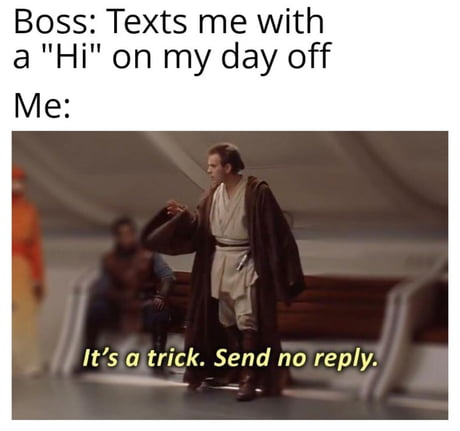 Boss: Texts me with
a "Hi" on my day off
Me:
It's a trick. Send no reply.